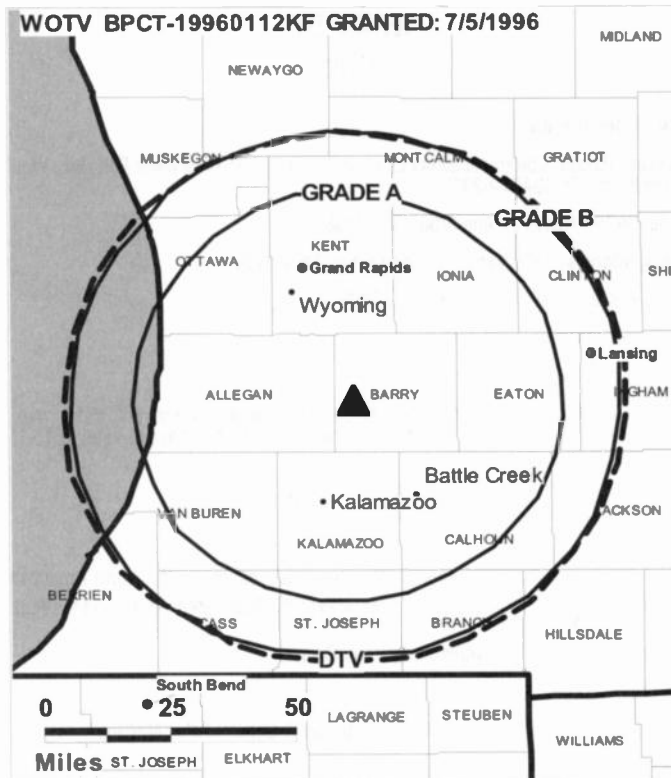 WOTV BPCT-19960112KF GRANTED: 7/5/1996
MIDLAND
NEWAYGO
MUSKEGON
MONTCALM
GRATIOT
GRADE A
GRADE B
KENT
OTTAWA
Grand Rapids
IONIA
CLINTON
SHI
Wyoming
Lansing
ALLEGAN
BARRY
EATON
INGHAM
Battle Creek
Kalamazoo
VAN BUREN
JACKSON
KALAMAZOO
CALHOUN
BERRIEN
CASS
ST. JOSEPH
BRANCH
HILLSDALE
DTV
South Bend
0 25 50
LAGRANGE
STEUBEN
WILLIAMS
Miles
ST. JOSEPH
ELKHART